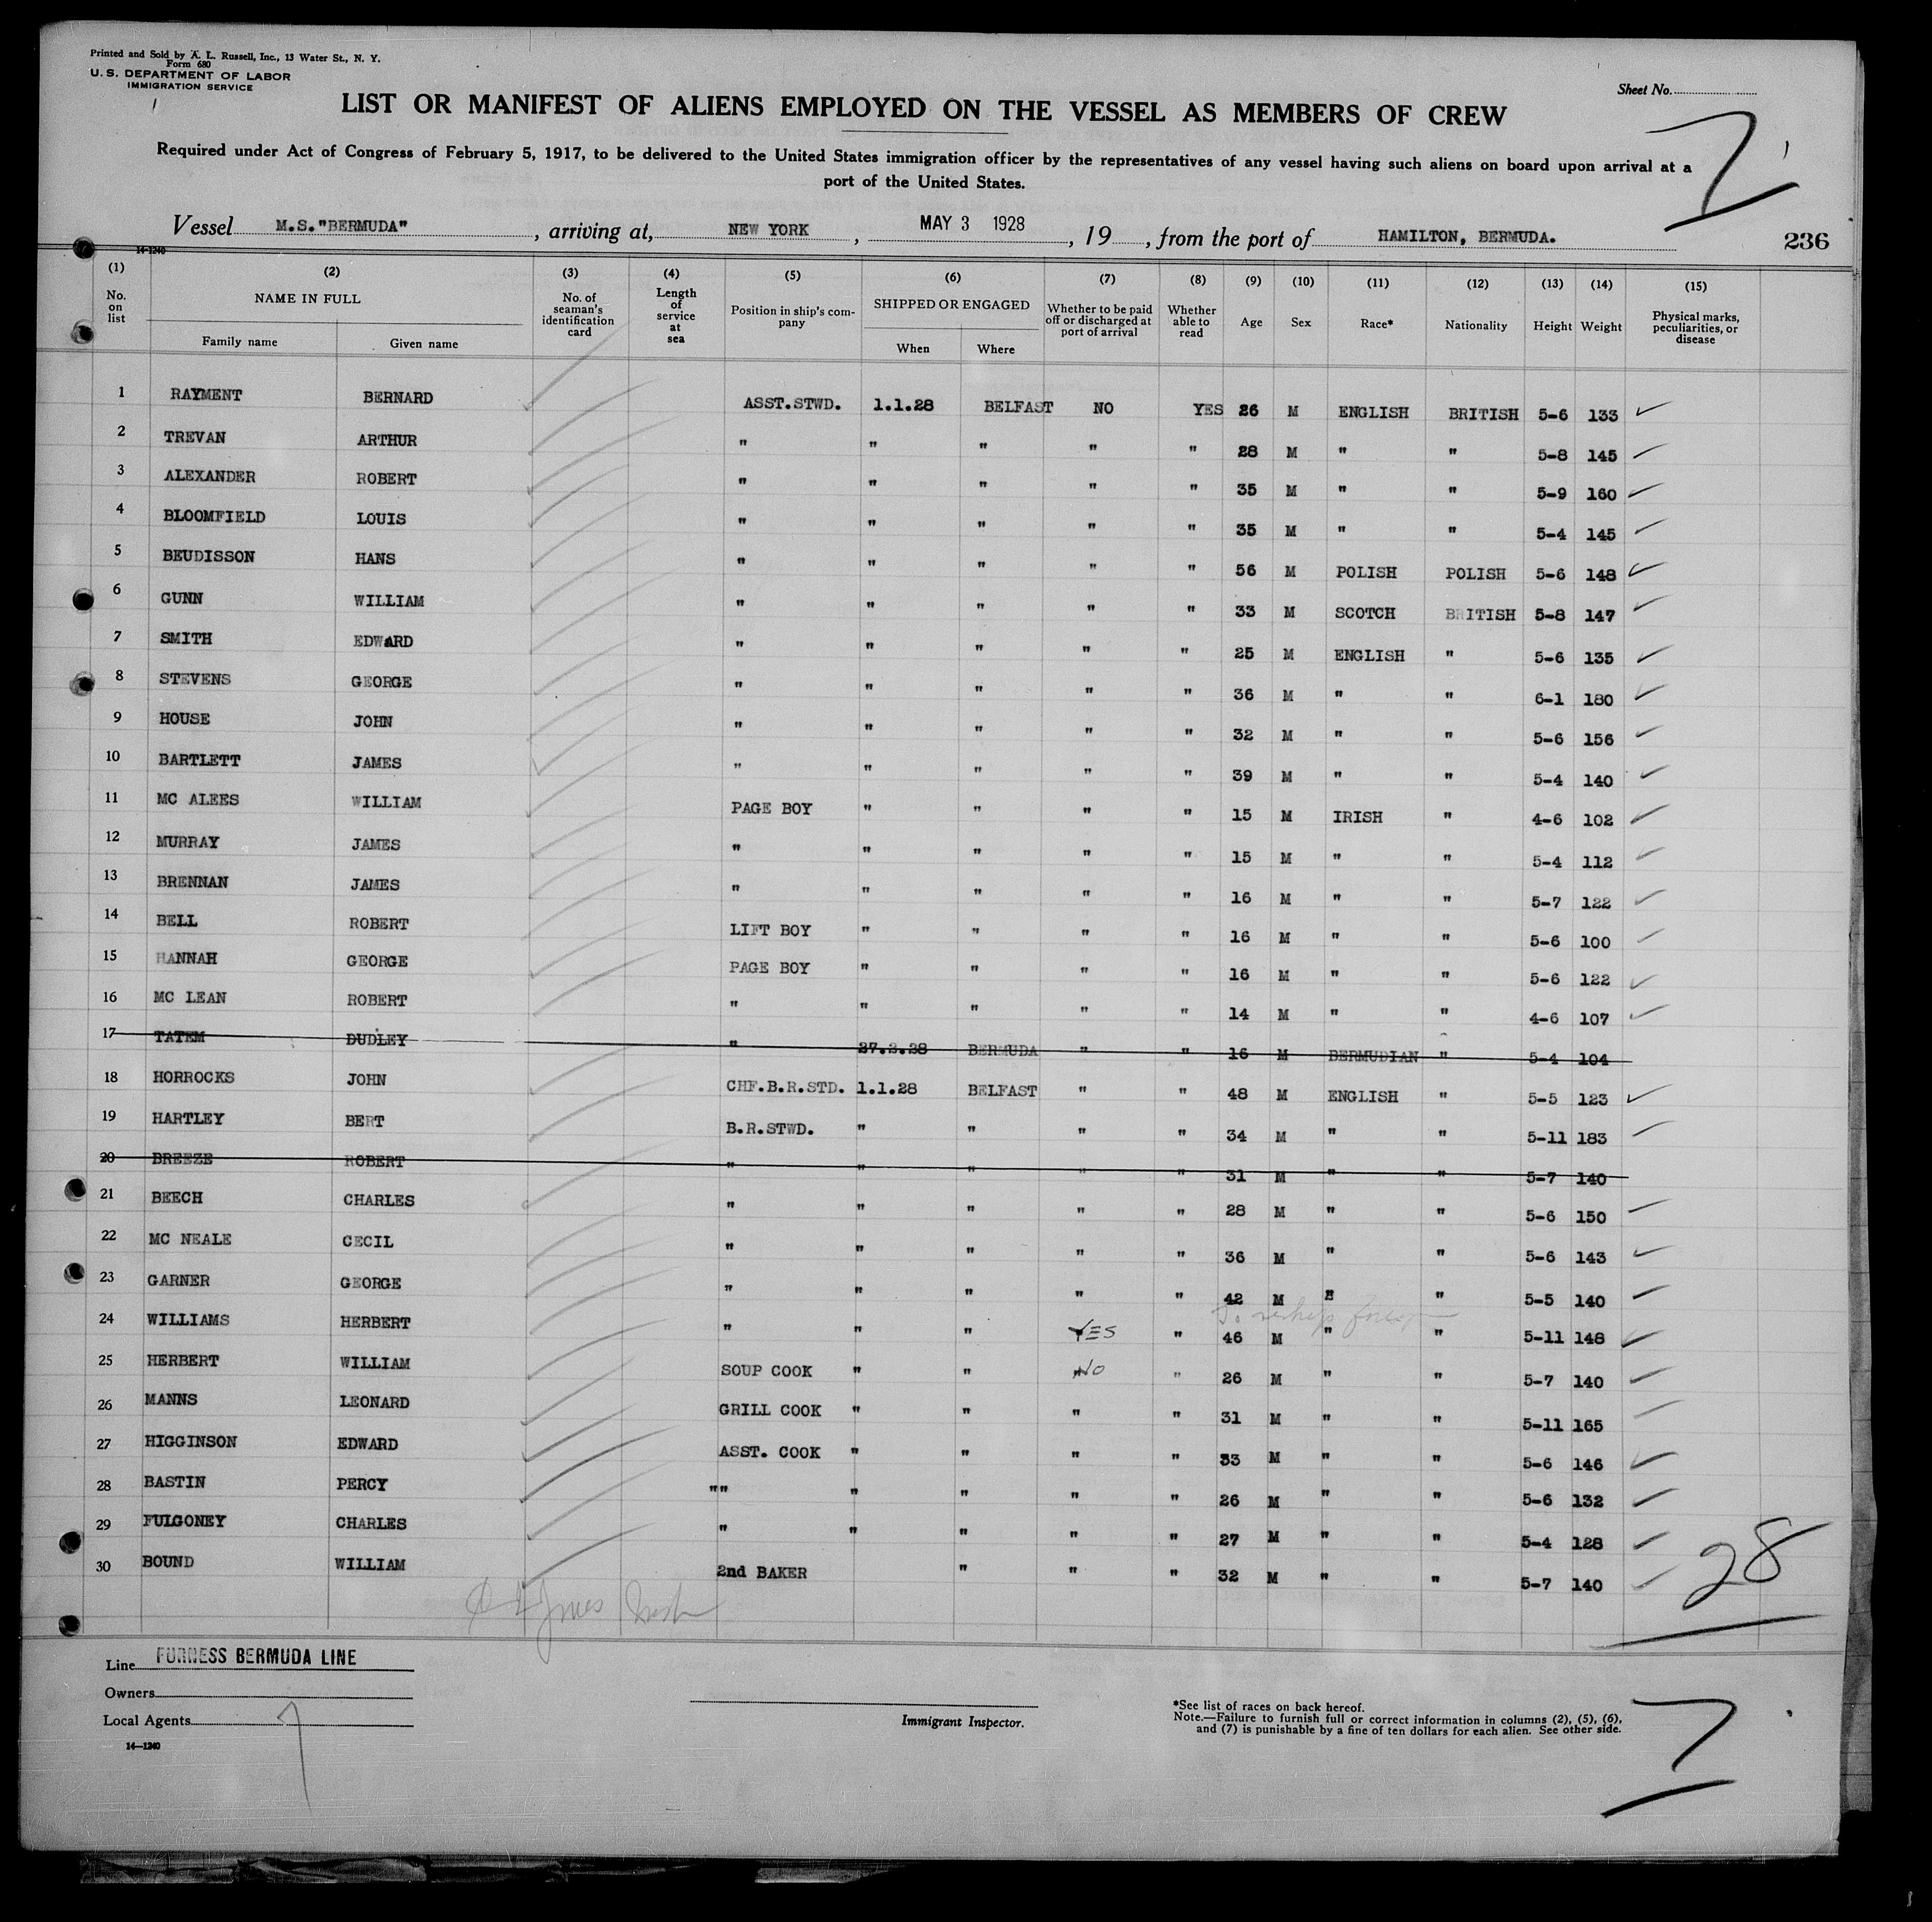 Printed and Sold by A. L. Russell, Inc., 13 Water St., N. Y.
Form 680
U. S. DEPARTMENT OF LABOR
IMMIGRATION SERVICE
Sheet No.
LIST OR MANIFEST OF ALIENS EMPLOYED ON THE VESSEL AS MEMBERS OF CREW
Required under Act of Congress of February 5, 1917, to be delivered to the United States immigration officer by the representatives of any vessel having such aliens on board upon arrival at a
port of the United States.
Vessel M.S."BERMUDA", arriving at, NEW YORK, MAY 3 1928, 19, from the port of HAMILTON, BERMUDA.
236
14-1240
(1) No. on list (2) NAME IN FULL Family name Given name (3) No. of seaman's identification card (4) Length of service at sea (5) Position in ship's company (6) SHIPPED OR ENGAGED When Where (7) Whether to be paid off or discharged at port of arrival (8) Whether able to read (9) Age (10) Sex (11) Race* (12) Nationality (13) Height (14) Weight (15) Physical marks, peculiarities, or disease
1 RAYMENT BERNARD ASST.STWD. 1.1.28 BELFAST NO YES 26 M ENGLISH BRITISH 5-6 133
2 TREVAN ARTHUR " " " " " 28 M " " 5-8 145
3 ALEXANDER ROBERT " " " " " 35 M " " 5-9 160
4 BLOOMFIELD LOUIS " " " " " 35 M " " 5-4 145
5 BEUDISSON HANS " " " " " 56 M POLISH POLISH 5-6 148
6 GUNN WILLIAM " " " " " 33 M SCOTCH BRITISH 5-8 147
7 SMITH EDWARD " " " " " 25 M ENGLISH " 5-6 135
8 STEVENS GEORGE " " " " " 36 M " " 6-1 180
9 HOUSE JOHN " " " " " 32 M " " 5-6 156
10 BARTLETT JAMES " " " " " 39 M " " 5-4 140
11 MC ALEES WILLIAM PAGE BOY " " " " 15 M IRISH " 4-6 102
12 MURRAY JAMES " " " " " 15 M " " 5-4 112
13 BRENNAN JAMES " " " " " 16 M " " 5-7 122
14 BELL ROBERT LIFT BOY " " " " 16 M " " 5-6 100
15 HANNAH GEORGE PAGE BOY " " " " 16 M " " 5-6 122
16 MC LEAN ROBERT " " " " " 14 M " " 4-6 107
17 TATEM DUDLEY " 27.3.28 BERMUDA " " 16 M BERMUDIAN " 5-4 104
18 HORROCKS JOHN CHF.B.R.STD. 1.1.28 BELFAST " " 48 M ENGLISH " 5-5 123
19 HARTLEY BERT B.R.STWD. " " " " 34 M " " 5-11 183
20 BREEZE ROBERT " " " " " 31 M " " 5-7 140
21 BEECH CHARLES " " " " " 28 M " " 5-6 150
22 MC NEALE CECIL " " " " " 36 M " " 5-6 143
23 GARNER GEORGE " " " " " 42 M " " 5-5 140
24 WILLIAMS HERBERT " " " YES " 46 M " " 5-11 148
25 HERBERT WILLIAM SOUP COOK " " NO " 26 M " " 5-7 140
26 MANNS LEONARD GRILL COOK " " " " 31 M " " 5-11 165
27 HIGGINSON EDWARD ASST. COOK " " " " 33 M " " 5-6 146
28 BASTIN PERCY "" " " " " 26 M " " 5-6 132
29 FULGONEY CHARLES " " " " " 27 M " " 5-4 128
30 BOUND WILLIAM 2nd BAKER " " " 32 M " " 5-7 140
28
Line FURNESS BERMUDA LINE
Owners
Local Agents
14-1240
Immigrant Inspector.
*See list of races on back hereof.
Note.—Failure to furnish full or correct information in columns (2), (5), (6),
and (7) is punishable by a fine of ten dollars for each alien. See other side.